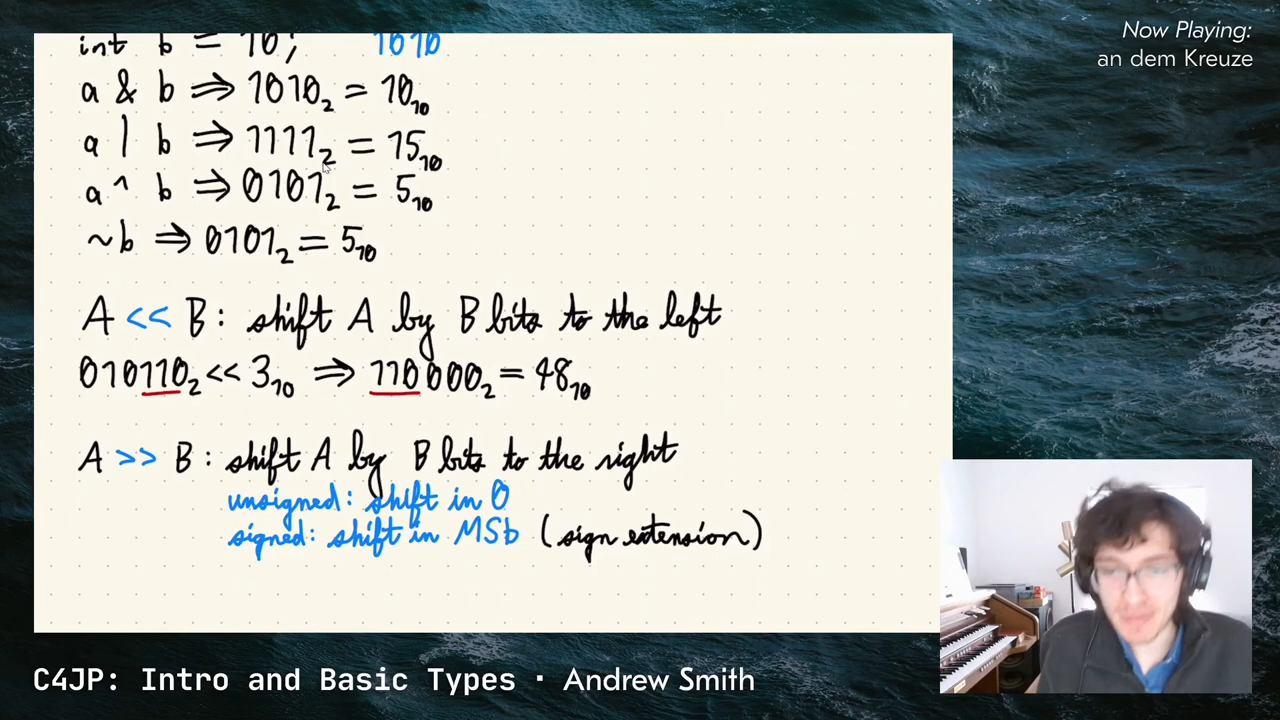 Now Playing:
an dem Kreuze
int b = 10; 1010
a & b ⇒ 1010₂ = 10₁₀
a | b ⇒ 1111₂ = 15₁₀
a ^ b ⇒ 0101₂ = 5₁₀
~b ⇒ 0101₂ = 5₁₀
A << B: shift A by B bits to the left
010110₂ << 3₁₀ ⇒ 110000₂ = 48₁₀
A >> B: shift A by B bits to the right
unsigned: shift in 0
signed: shift in MSb (sign extension)
C4JP: Intro and Basic Types · Andrew Smith